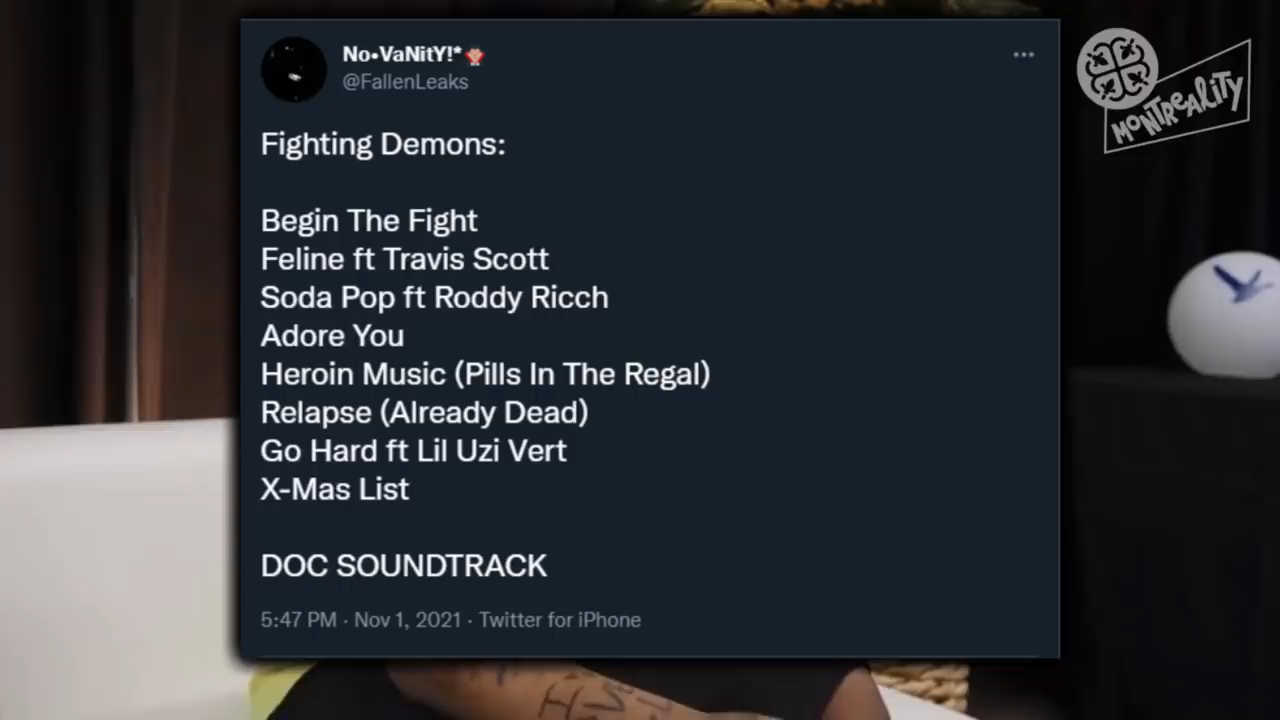 No•VaNitY!*
@FallenLeaks
MONTREALITY
Fighting Demons:
Begin The Fight
Feline ft Travis Scott
Soda Pop ft Roddy Ricch
Adore You
Heroin Music (Pills In The Regal)
Relapse (Already Dead)
Go Hard ft Lil Uzi Vert
X-Mas List
DOC SOUNDTRACK
5:47 PM · Nov 1, 2021 · Twitter for iPhone